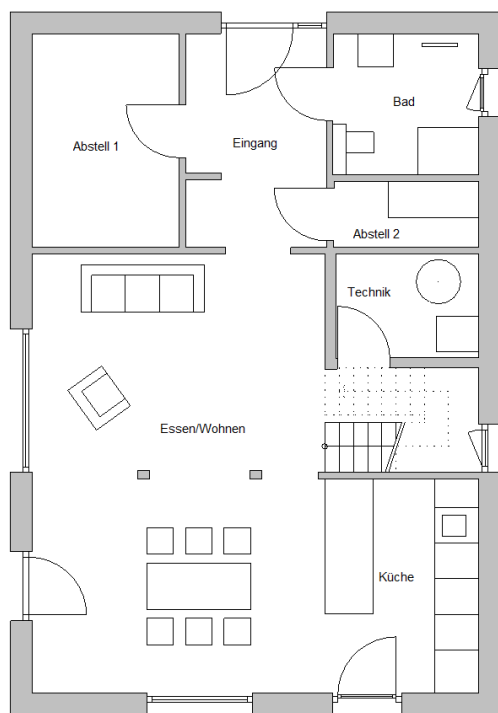 Bad
Abstell 1
Eingang
Abstell 2
Technik
Essen/Wohnen
Küche